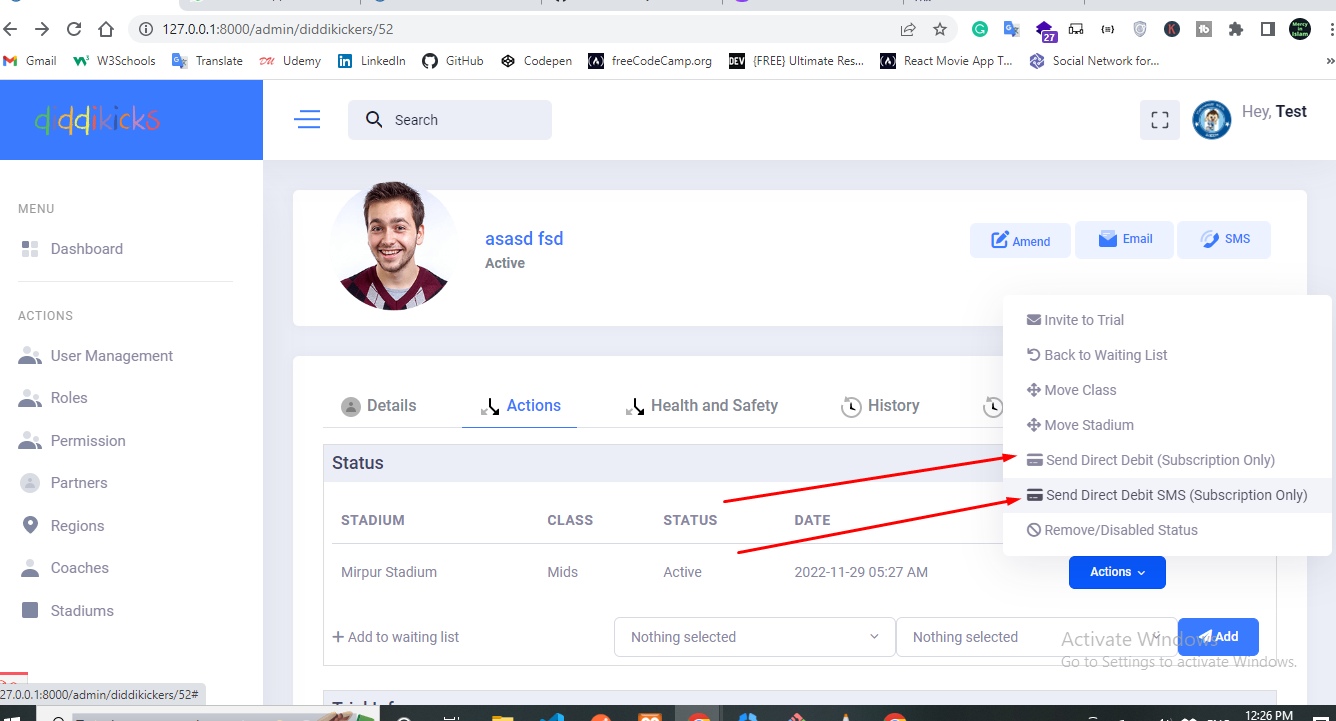 127.0.0.1:8000/admin/diddikickers/52
27
Gmail W3Schools Translate Udemy LinkedIn GitHub Codepen freeCodeCamp.org DEV {FREE} Ultimate Res... React Movie App T... Social Network for... »
diddikicks
Search
Hey, Test
MENU
Dashboard
ACTIONS
User Management
Roles
Permission
Partners
Regions
Coaches
Stadiums
asasd fsd
Active
Amend Email SMS
Invite to Trial
Back to Waiting List
Move Class
Move Stadium
Send Direct Debit (Subscription Only)
Send Direct Debit SMS (Subscription Only)
Remove/Disabled Status
Details Actions Health and Safety History
Status
STADIUM CLASS STATUS DATE
Mirpur Stadium Mids Active 2022-11-29 05:27 AM Actions
+ Add to waiting list Nothing selected Nothing selected Add
Activate Windows
Go to Settings to activate Windows.
27.0.0.1:8000/admin/diddikickers/52#
12:26 PM